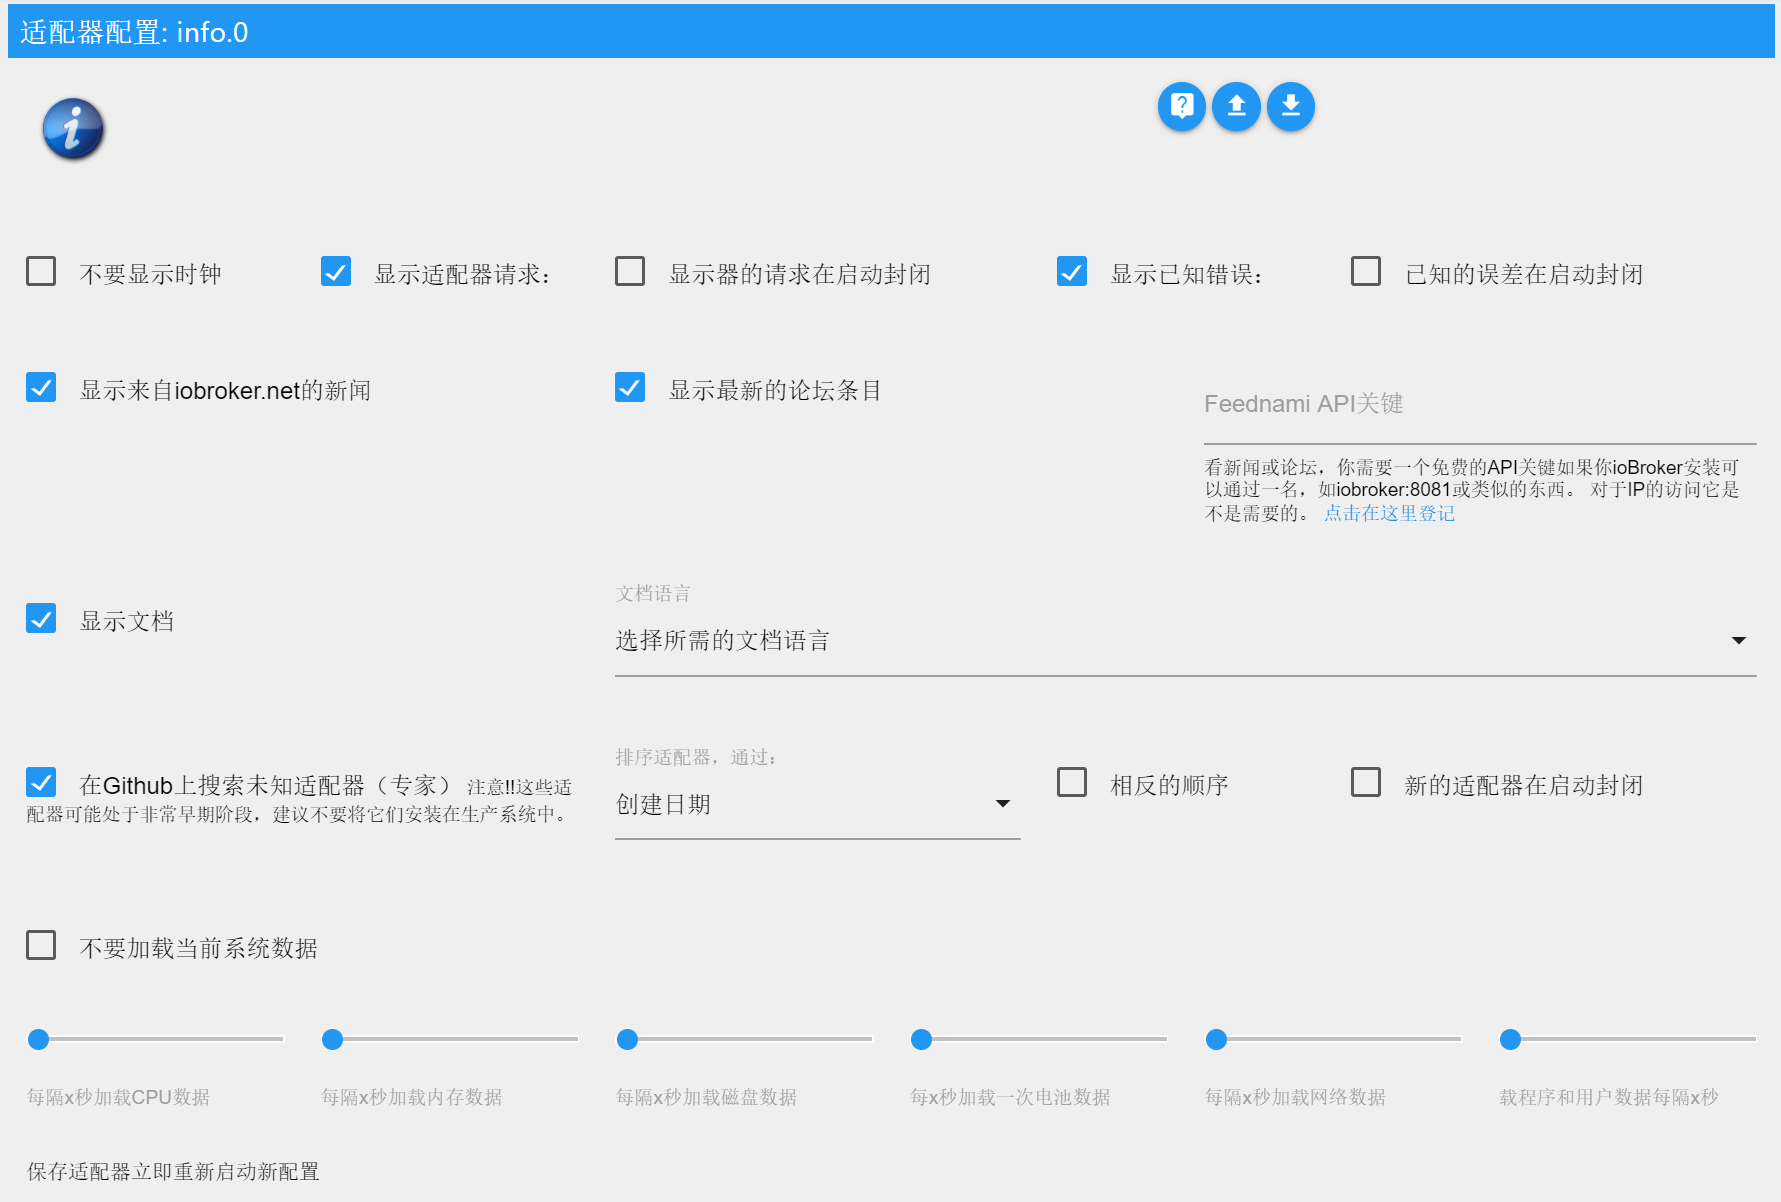 适配器配置: info.0
不要显示时钟
显示适配器请求：
显示器的请求在启动封闭
显示已知错误：
已知的误差在启动封闭
显示来自iobroker.net的新闻
显示最新的论坛条目
Feednami API关键
看新闻或论坛，你需要一个免费的API关键如果你ioBroker安装可
以通过一名，如iobroker:8081或类似的东西。 对于IP的访问它是
不是需要的。 点击在这里登记
显示文档
文档语言
选择所需的文档语言
在Github上搜索未知适配器（专家） 注意!!这些适
配器可能处于非常早期阶段，建议不要将它们安装在生产系统中。
排序适配器，通过：
创建日期
相反的顺序
新的适配器在启动封闭
不要加载当前系统数据
每隔x秒加载CPU数据
每隔x秒加载内存数据
每隔x秒加载磁盘数据
每x秒加载一次电池数据
每隔x秒加载网络数据
载程序和用户数据每隔x秒
保存适配器立即重新启动新配置